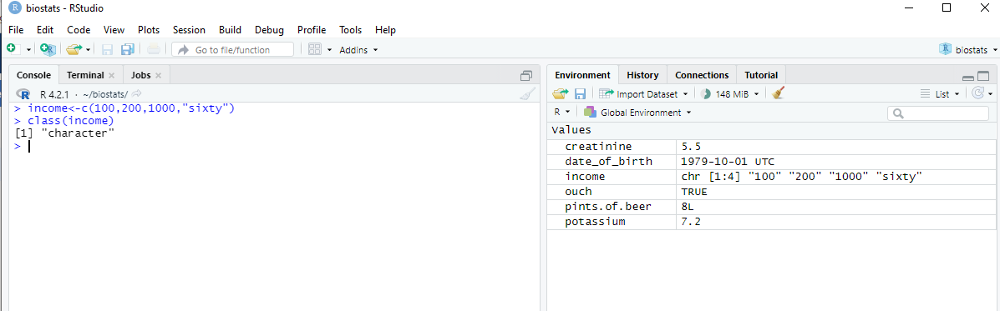 biostats - RStudio
File Edit Code View Plots Session Build Debug Profile Tools Help
Go to file/function Addins biostats
Console Terminal Jobs
R 4.2.1 · ~/biostats/
> income<-c(100,200,1000,"sixty")
> class(income)
[1] "character"
>
Environment History Connections Tutorial
Import Dataset 148 MiB List
R Global Environment
Values
creatinine 5.5
date_of_birth 1979-10-01 UTC
income chr [1:4] "100" "200" "1000" "sixty"
ouch TRUE
pints.of.beer 8L
potassium 7.2